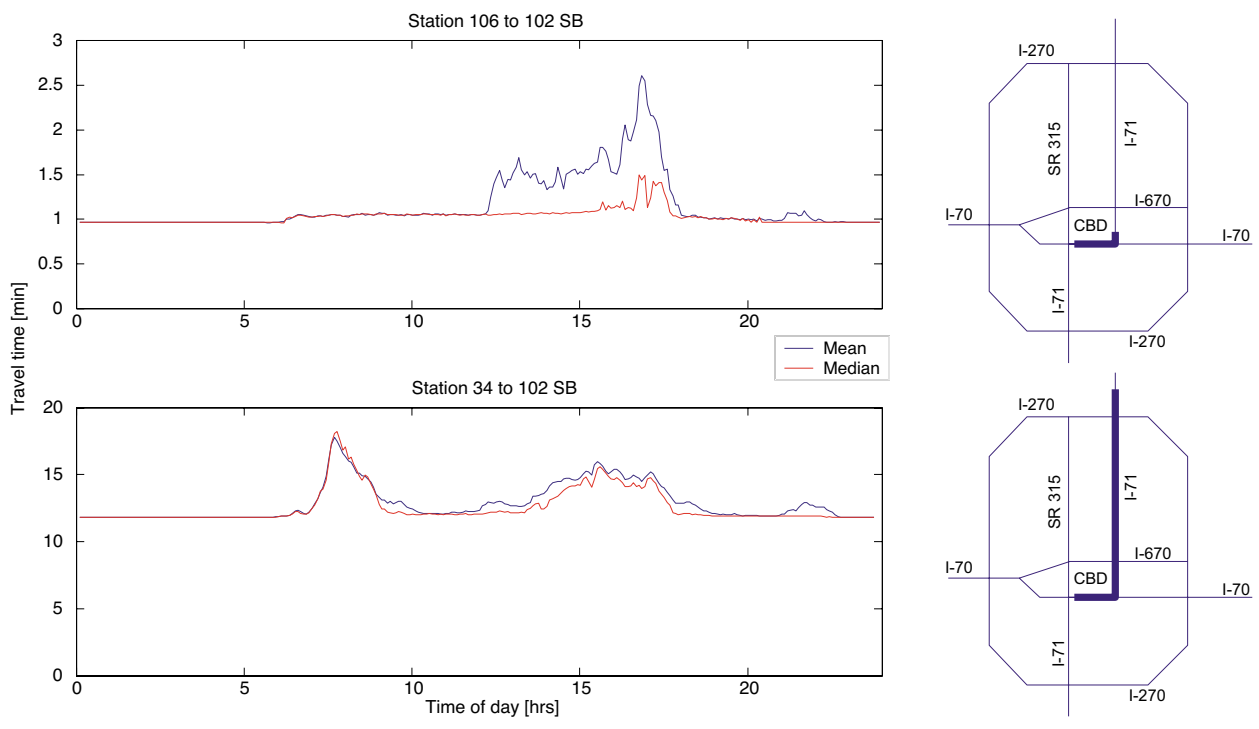 Station 106 to 102 SB
3
2.5
2
1.5
1
0.5
0
0 5 10 15 20
Travel time [min]
Mean
Median
Station 34 to 102 SB
20
15
10
5
0
0 5 10 15 20
Time of day [hrs]
I-270
SR 315
I-71
I-70
I-670
CBD
I-70
I-71
I-270
I-270
SR 315
I-71
I-70
I-670
CBD
I-70
I-71
I-270